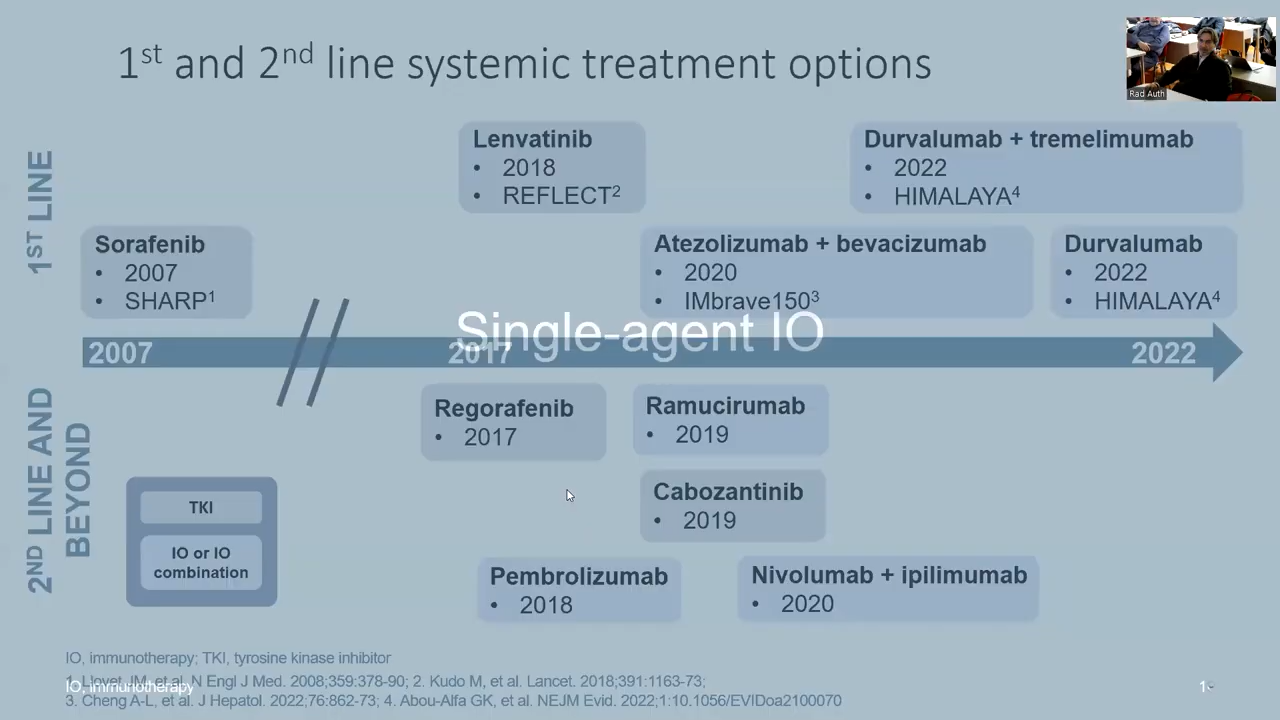 1st and 2nd line systemic treatment options
Rad Auth
1ST LINE
Lenvatinib
• 2018
• REFLECT2
Durvalumab + tremelimumab
• 2022
• HIMALAYA4
Sorafenib
• 2007
• SHARP1
Atezolizumab + bevacizumab
• 2020
• IMbrave1503
Durvalumab
• 2022
• HIMALAYA4
Single-agent IO
2007
2017
2022
2ND LINE AND
BEYOND
Regorafenib
• 2017
Ramucirumab
• 2019
Cabozantinib
• 2019
TKI
IO or IO
combination
Pembrolizumab
• 2018
Nivolumab + ipilimumab
• 2020
IO, immunotherapy; TKI, tyrosine kinase inhibitor
1. Llovet JM, et al. N Engl J Med. 2008;359:378-90; 2. Kudo M, et al. Lancet. 2018;391:1163-73;
IO, immunotherapy
3. Cheng A-L, et al. J Hepatol. 2022;76:862-73; 4. Abou-Alfa GK, et al. NEJM Evid. 2022;1:10.1056/EVIDoa2100070